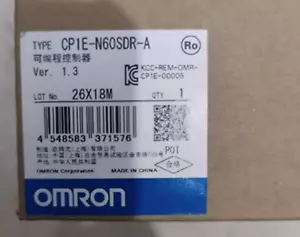 TYPE CP1E-N60SDR-A
Ro
可编程控制器
Ver. 1.3
KCC-REM-OMR-
CP1E-00005
LOT No. 26X18M QTY 1
4 548583 371576
POI
合格
OMRON
OMRON Corporation MADE IN CHINA